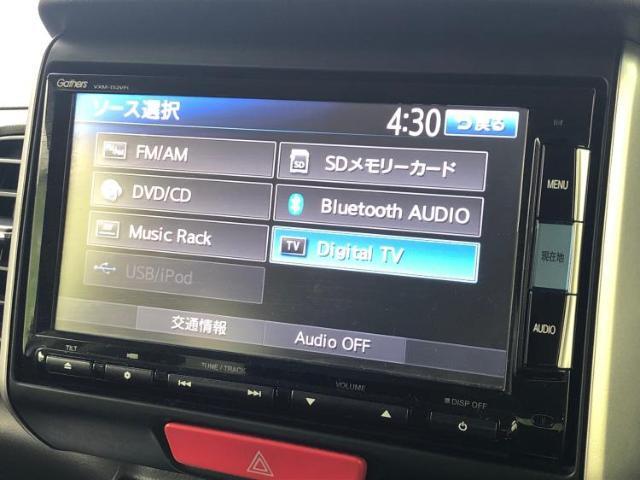 Gathers
ソース選択
4:30
戻る
FM/AM
SD
SDメモリーカード
DVD/CD
Bluetooth AUDIO
Music Rack
TV
Digital TV
USB/iPod
交通情報
Audio OFF
MENU
現在地
AUDIO
TILT
TUNE / TRACK
VOLUME
DISP OFF